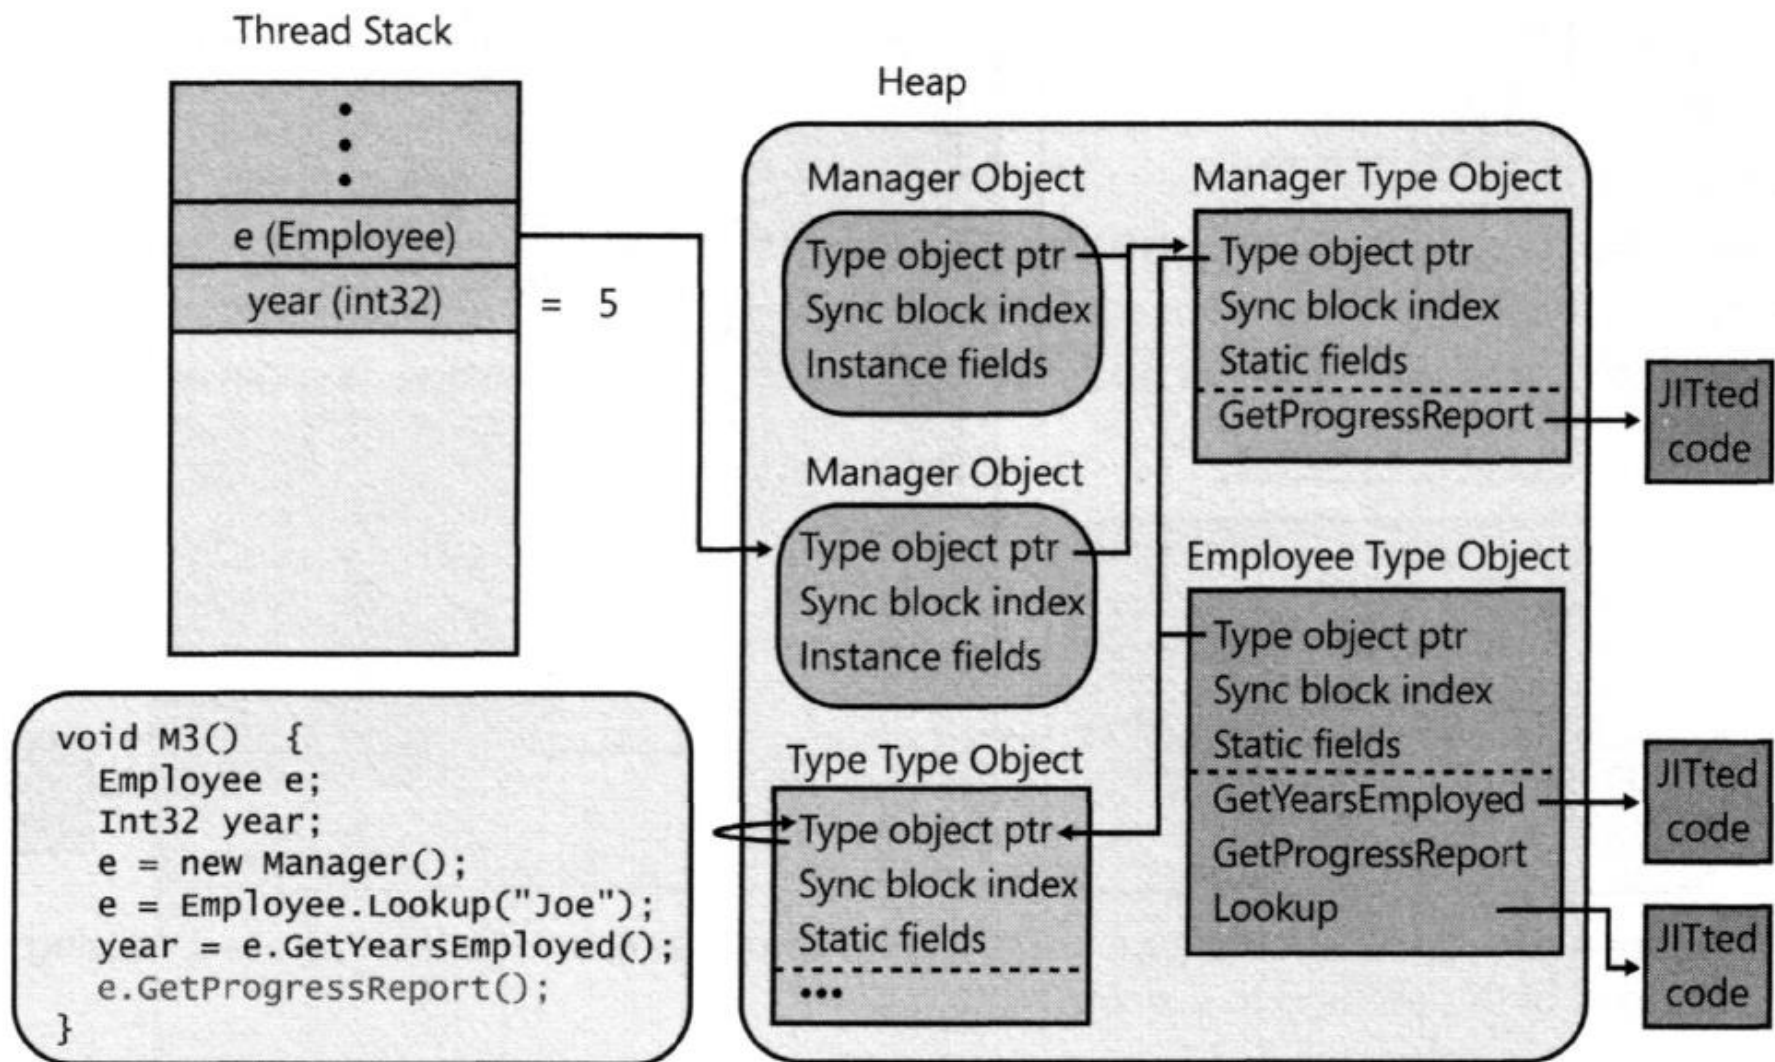 Thread Stack
e (Employee)
year (int32)
= 5
void M3() {
Employee e;
Int32 year;
e = new Manager();
e = Employee.Lookup("Joe");
year = e.GetYearsEmployed();
e.GetProgressReport();
}
Heap
Manager Object
Type object ptr
Sync block index
Instance fields
Manager Object
Type object ptr
Sync block index
Instance fields
Type Type Object
Type object ptr
Sync block index
Static fields
•••
Manager Type Object
Type object ptr
Sync block index
Static fields
GetProgressReport
JITted
code
Employee Type Object
Type object ptr
Sync block index
Static fields
GetYearsEmployed
GetProgressReport
Lookup
JITted
code
JITted
code